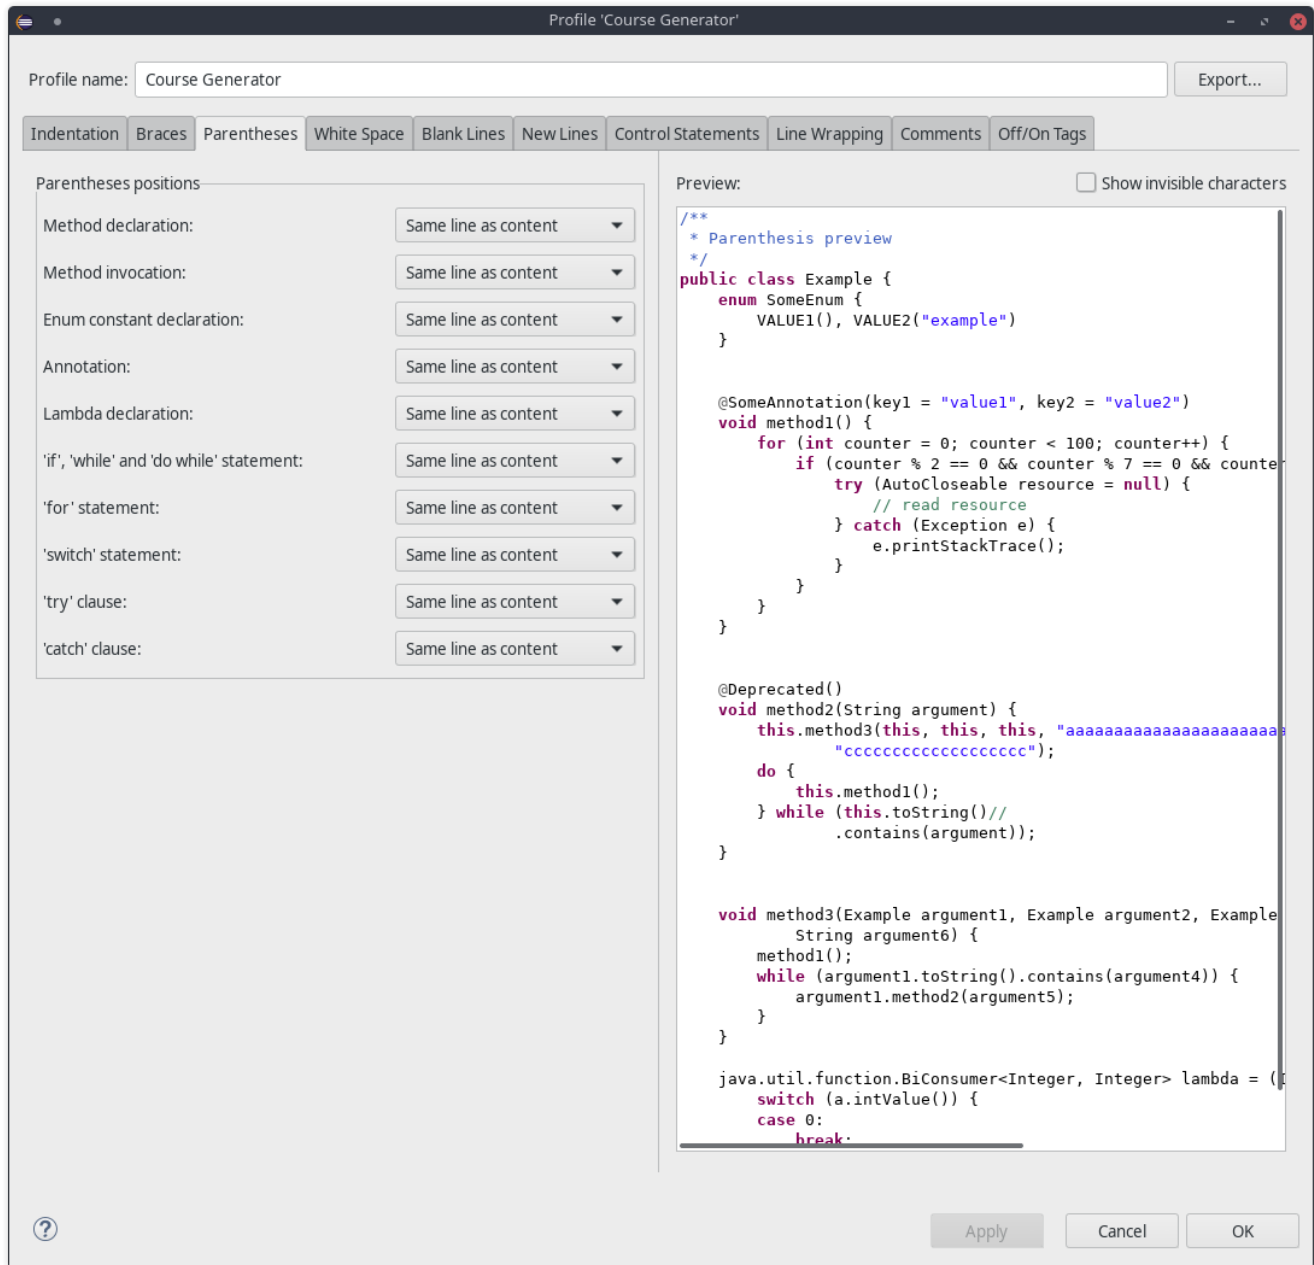 Profile 'Course Generator'
Profile name: Course Generator Export...
Indentation Braces Parentheses White Space Blank Lines New Lines Control Statements Line Wrapping Comments Off/On Tags
Parentheses positions
Method declaration: Same line as content
Method invocation: Same line as content
Enum constant declaration: Same line as content
Annotation: Same line as content
Lambda declaration: Same line as content
'if', 'while' and 'do while' statement: Same line as content
'for' statement: Same line as content
'switch' statement: Same line as content
'try' clause: Same line as content
'catch' clause: Same line as content
Preview: Show invisible characters
/**
 * Parenthesis preview
 */
public class Example {
    enum SomeEnum {
        VALUE1(), VALUE2("example")
    }
    @SomeAnnotation(key1 = "value1", key2 = "value2")
    void method1() {
        for (int counter = 0; counter < 100; counter++) {
            if (counter % 2 == 0 && counter % 7 == 0 && counter
                try (AutoCloseable resource = null) {
                    // read resource
                } catch (Exception e) {
                    e.printStackTrace();
                }
            }
        }
    }
    @Deprecated()
    void method2(String argument) {
        this.method3(this, this, this, "aaaaaaaaaaaaaaaaaaaaaaa
                "ccccccccccccccccccc");
        do {
            this.method1();
        } while (this.toString()//
                .contains(argument));
    }
    void method3(Example argument1, Example argument2, Example
            String argument6) {
        method1();
        while (argument1.toString().contains(argument4)) {
            argument1.method2(argument5);
        }
    }
    java.util.function.BiConsumer<Integer, Integer> lambda = (
        switch (a.intValue()) {
        case 0:
            break;
? Apply Cancel OK